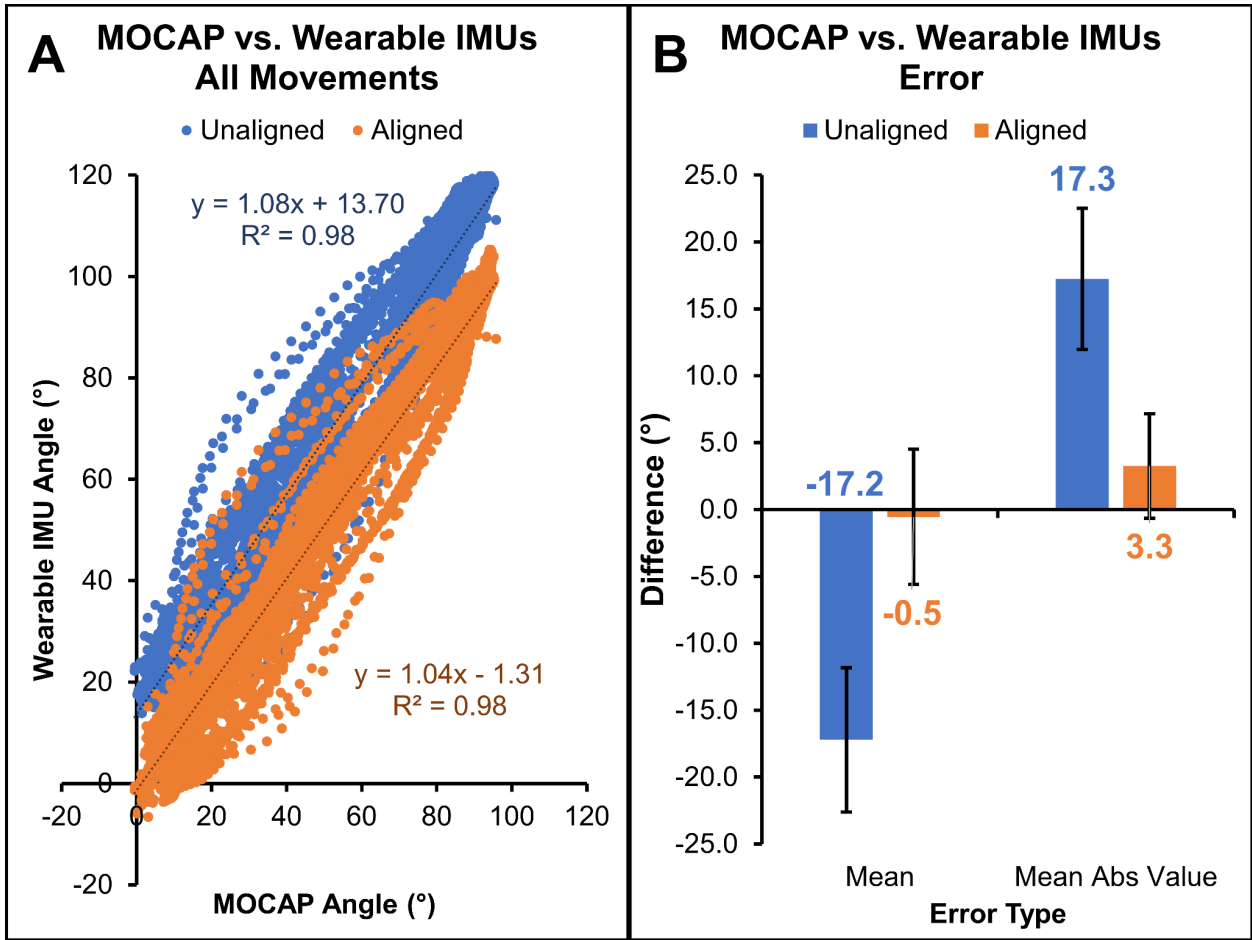 A
MOCAP vs. Wearable IMUs
All Movements
Unaligned Aligned
120
100
80
60
40
20
0
-20
y = 1.08x + 13.70
R² = 0.98
y = 1.04x - 1.31
R² = 0.98
Wearable IMU Angle (°)
-20 0 20 40 60 80 100 120
MOCAP Angle (°)
B
MOCAP vs. Wearable IMUs
Error
Unaligned Aligned
25.0
20.0
15.0
10.0
5.0
0.0
-5.0
-10.0
-15.0
-20.0
-25.0
17.3
-17.2
3.3
-0.5
Difference (°)
Mean Mean Abs Value
Error Type